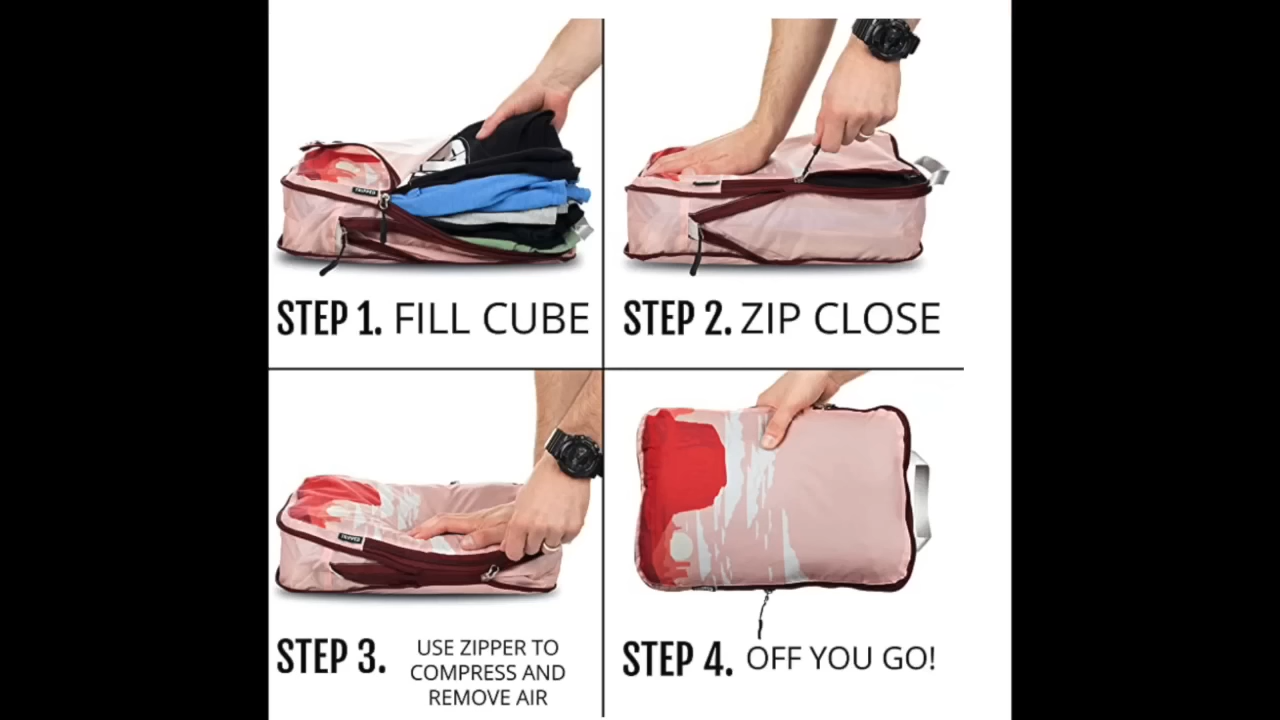 STEP 1. FILL CUBE
STEP 2. ZIP CLOSE
STEP 3. USE ZIPPER TO
COMPRESS AND
REMOVE AIR
STEP 4. OFF YOU GO!